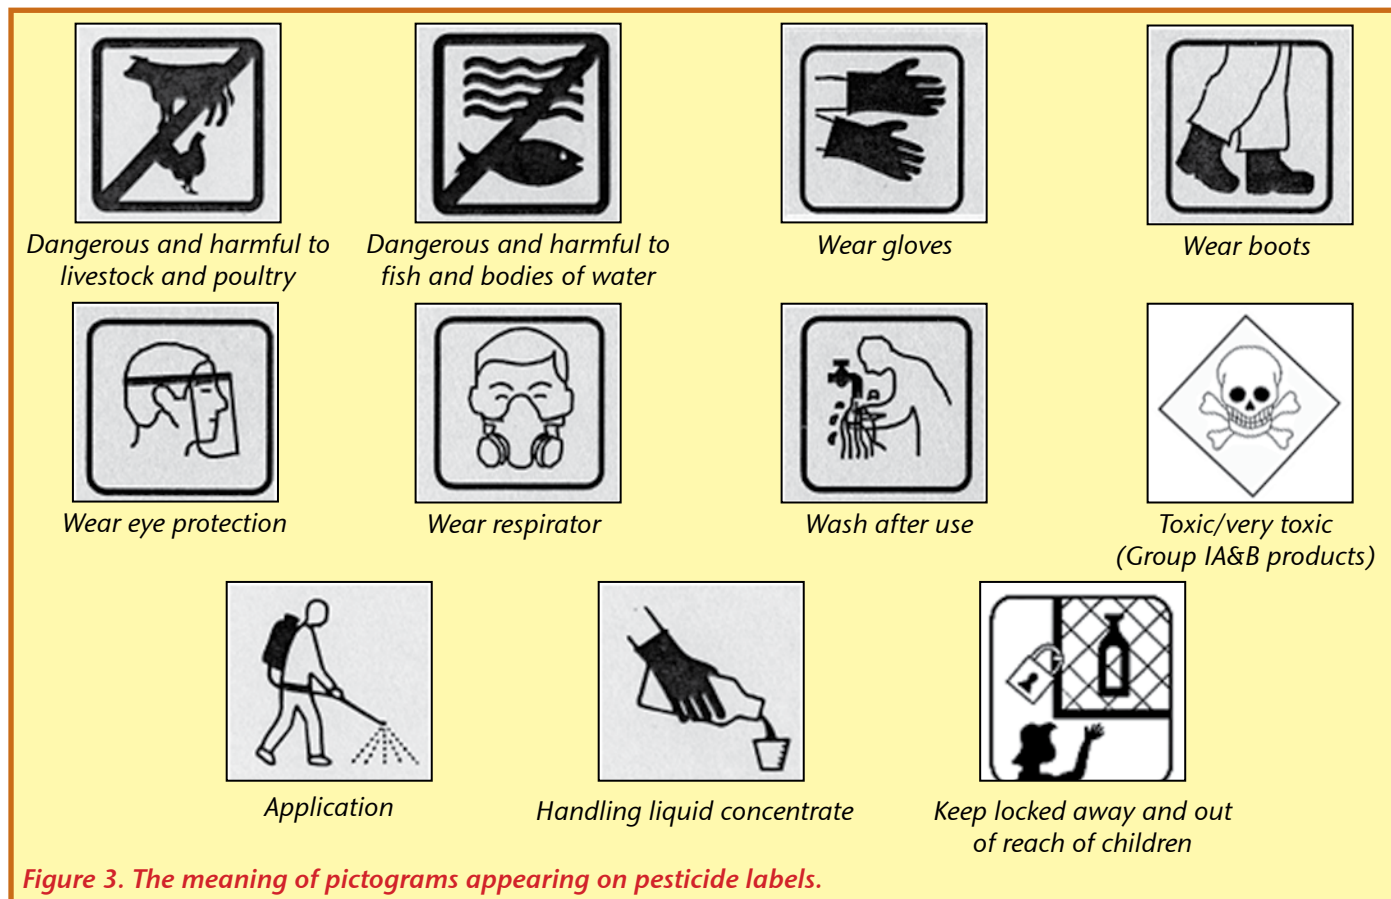 Dangerous and harmful to
livestock and poultry
Dangerous and harmful to
fish and bodies of water
Wear gloves
Wear boots
Wear eye protection
Wear respirator
Wash after use
Toxic/very toxic
(Group IA&B products)
Application
Handling liquid concentrate
Keep locked away and out
of reach of children
Figure 3. The meaning of pictograms appearing on pesticide labels.